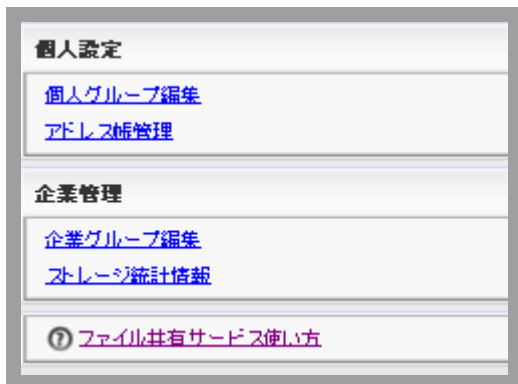 個人設定
個人グループ編集
アドレス帳管理
企業管理
企業グループ編集
ストレージ統計情報
? ファイル共有サービス使い方